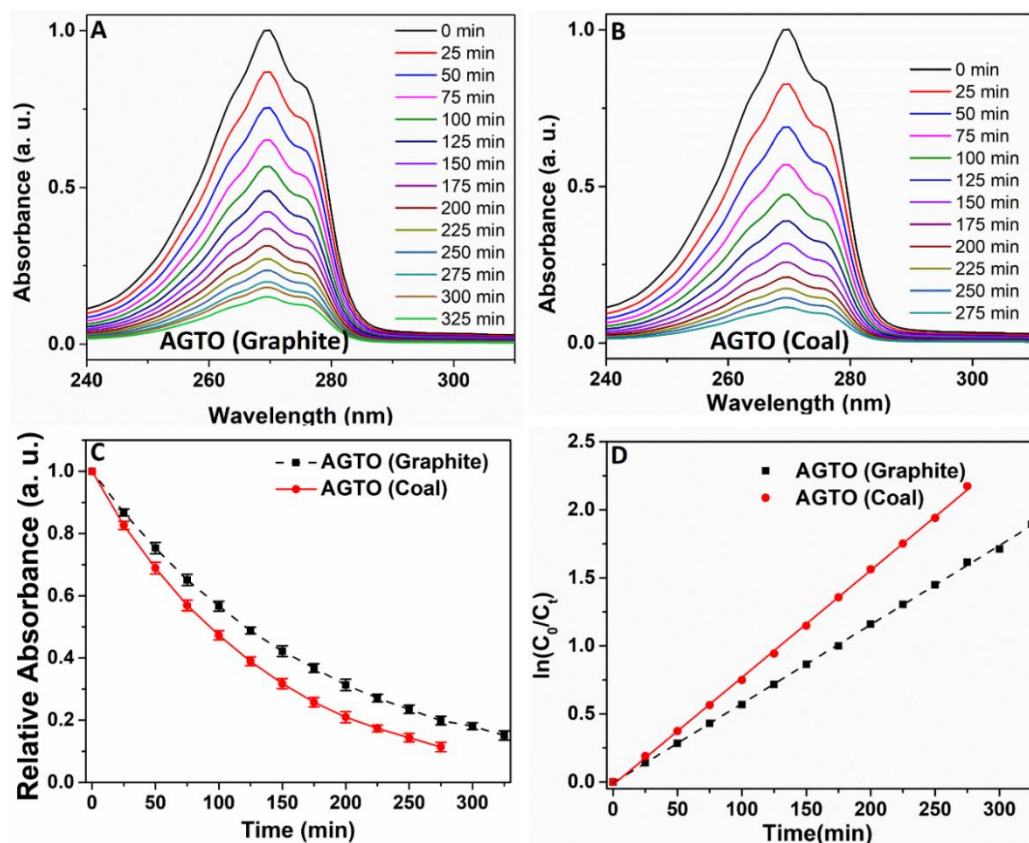 A
1.0
0.5
0.0
Absorbance (a. u.)
0 min
25 min
50 min
75 min
100 min
125 min
150 min
175 min
200 min
225 min
250 min
275 min
300 min
325 min
AGTO (Graphite)
240
260
280
300
Wavelength (nm)
B
1.0
0.5
0.0
Absorbance (a. u.)
0 min
25 min
50 min
75 min
100 min
125 min
150 min
175 min
200 min
225 min
250 min
275 min
AGTO (Coal)
240
260
280
300
Wavelength (nm)
C
1.0
0.8
0.6
0.4
0.2
0.0
Relative Absorbance (a. u.)
AGTO (Graphite)
AGTO (Coal)
0
50
100
150
200
250
300
Time (min)
D
2.5
2.0
1.5
1.0
0.5
0.0
ln(C₀/Cₜ)
AGTO (Graphite)
AGTO (Coal)
0
50
100
150
200
250
300
Time(min)